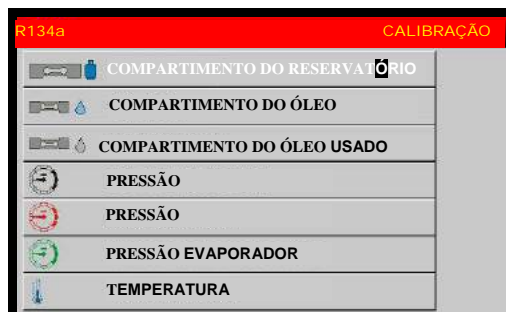 R134a CALIBRAÇÃO
COMPARTIMENTO DO RESERVATÓRIO
COMPARTIMENTO DO ÓLEO
COMPARTIMENTO DO ÓLEO USADO
PRESSÃO
PRESSÃO
PRESSÃO EVAPORADOR
TEMPERATURA